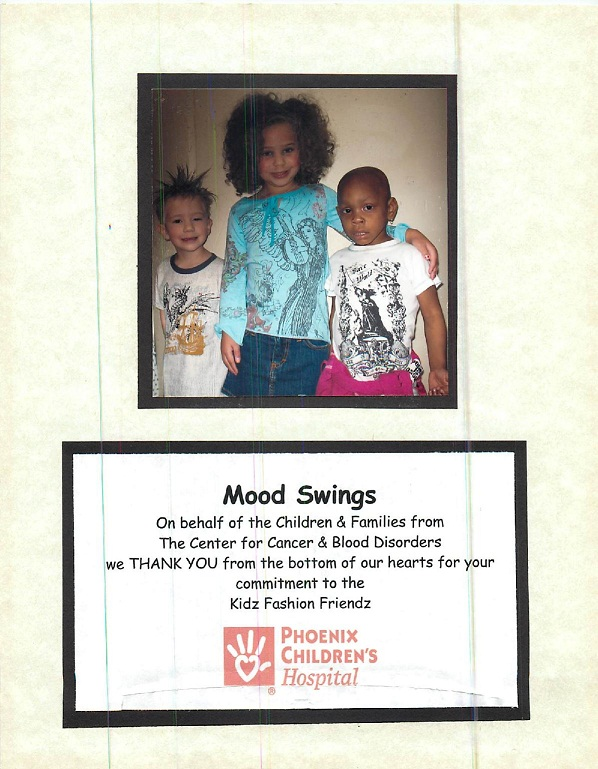 Mood Swings
On behalf of the Children & Families from
The Center for Cancer & Blood Disorders
we THANK YOU from the bottom of our hearts for your
commitment to the
Kidz Fashion Friendz
PHOENIX
CHILDREN'S
Hospital
®